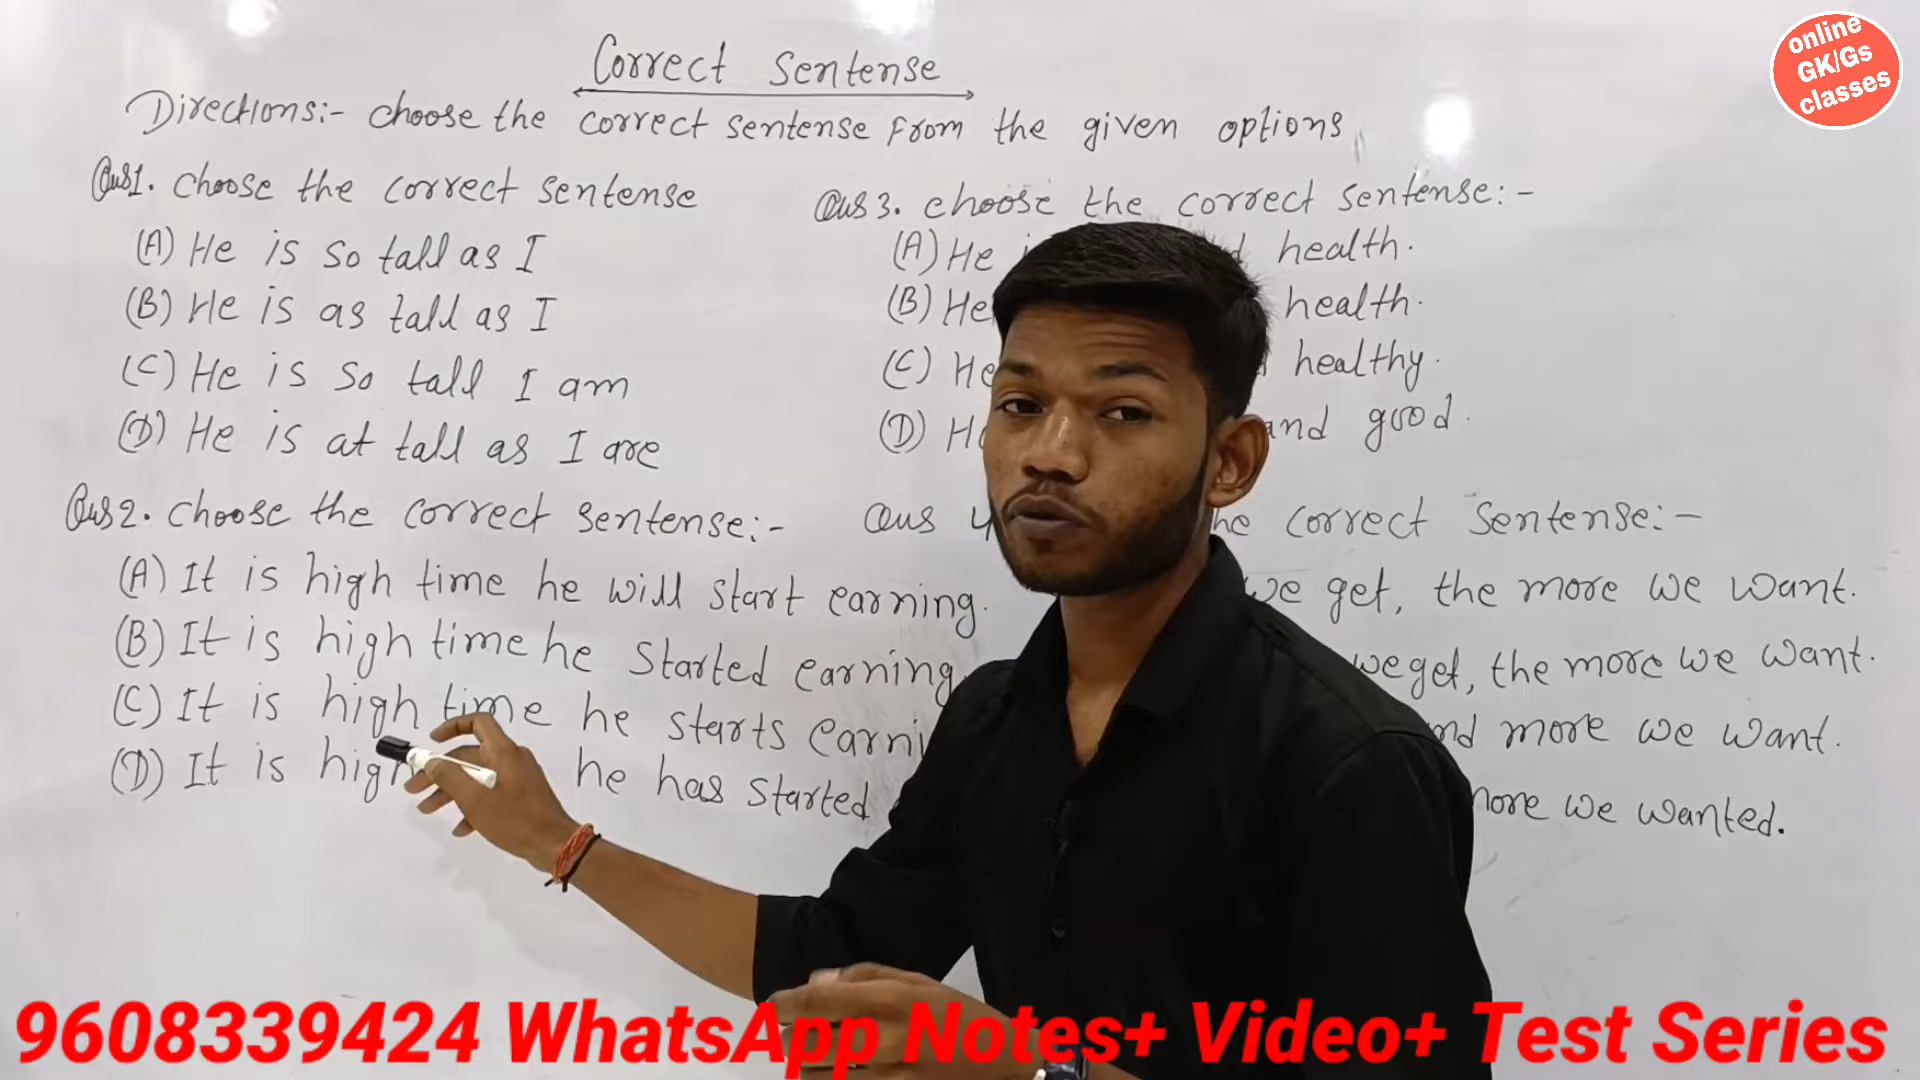 Correct Sentense
Directions:- choose the correct sentense from the given options
Qus1. choose the correct sentense
(A) He is so tall as I
(B) He is as tall as I
(C) He is so tall I am
(D) He is at tall as I are
Qus2. choose the correct sentense:-
(A) It is high time he will start earning.
(B) It is high time he started earning.
(C) It is high time he starts
(D) It is high he has started
Qus3. choose the correct sentense:-
(A) He health.
(B) He health.
(C) He healthy.
(D) and good.
Qus 4 correct sentense:-
we get, the more we want.
we get, the more we want.
more we want.
more we wanted.
online
GK/Gs
classes
9608339424 WhatsApp Notes+ Video+ Test Series